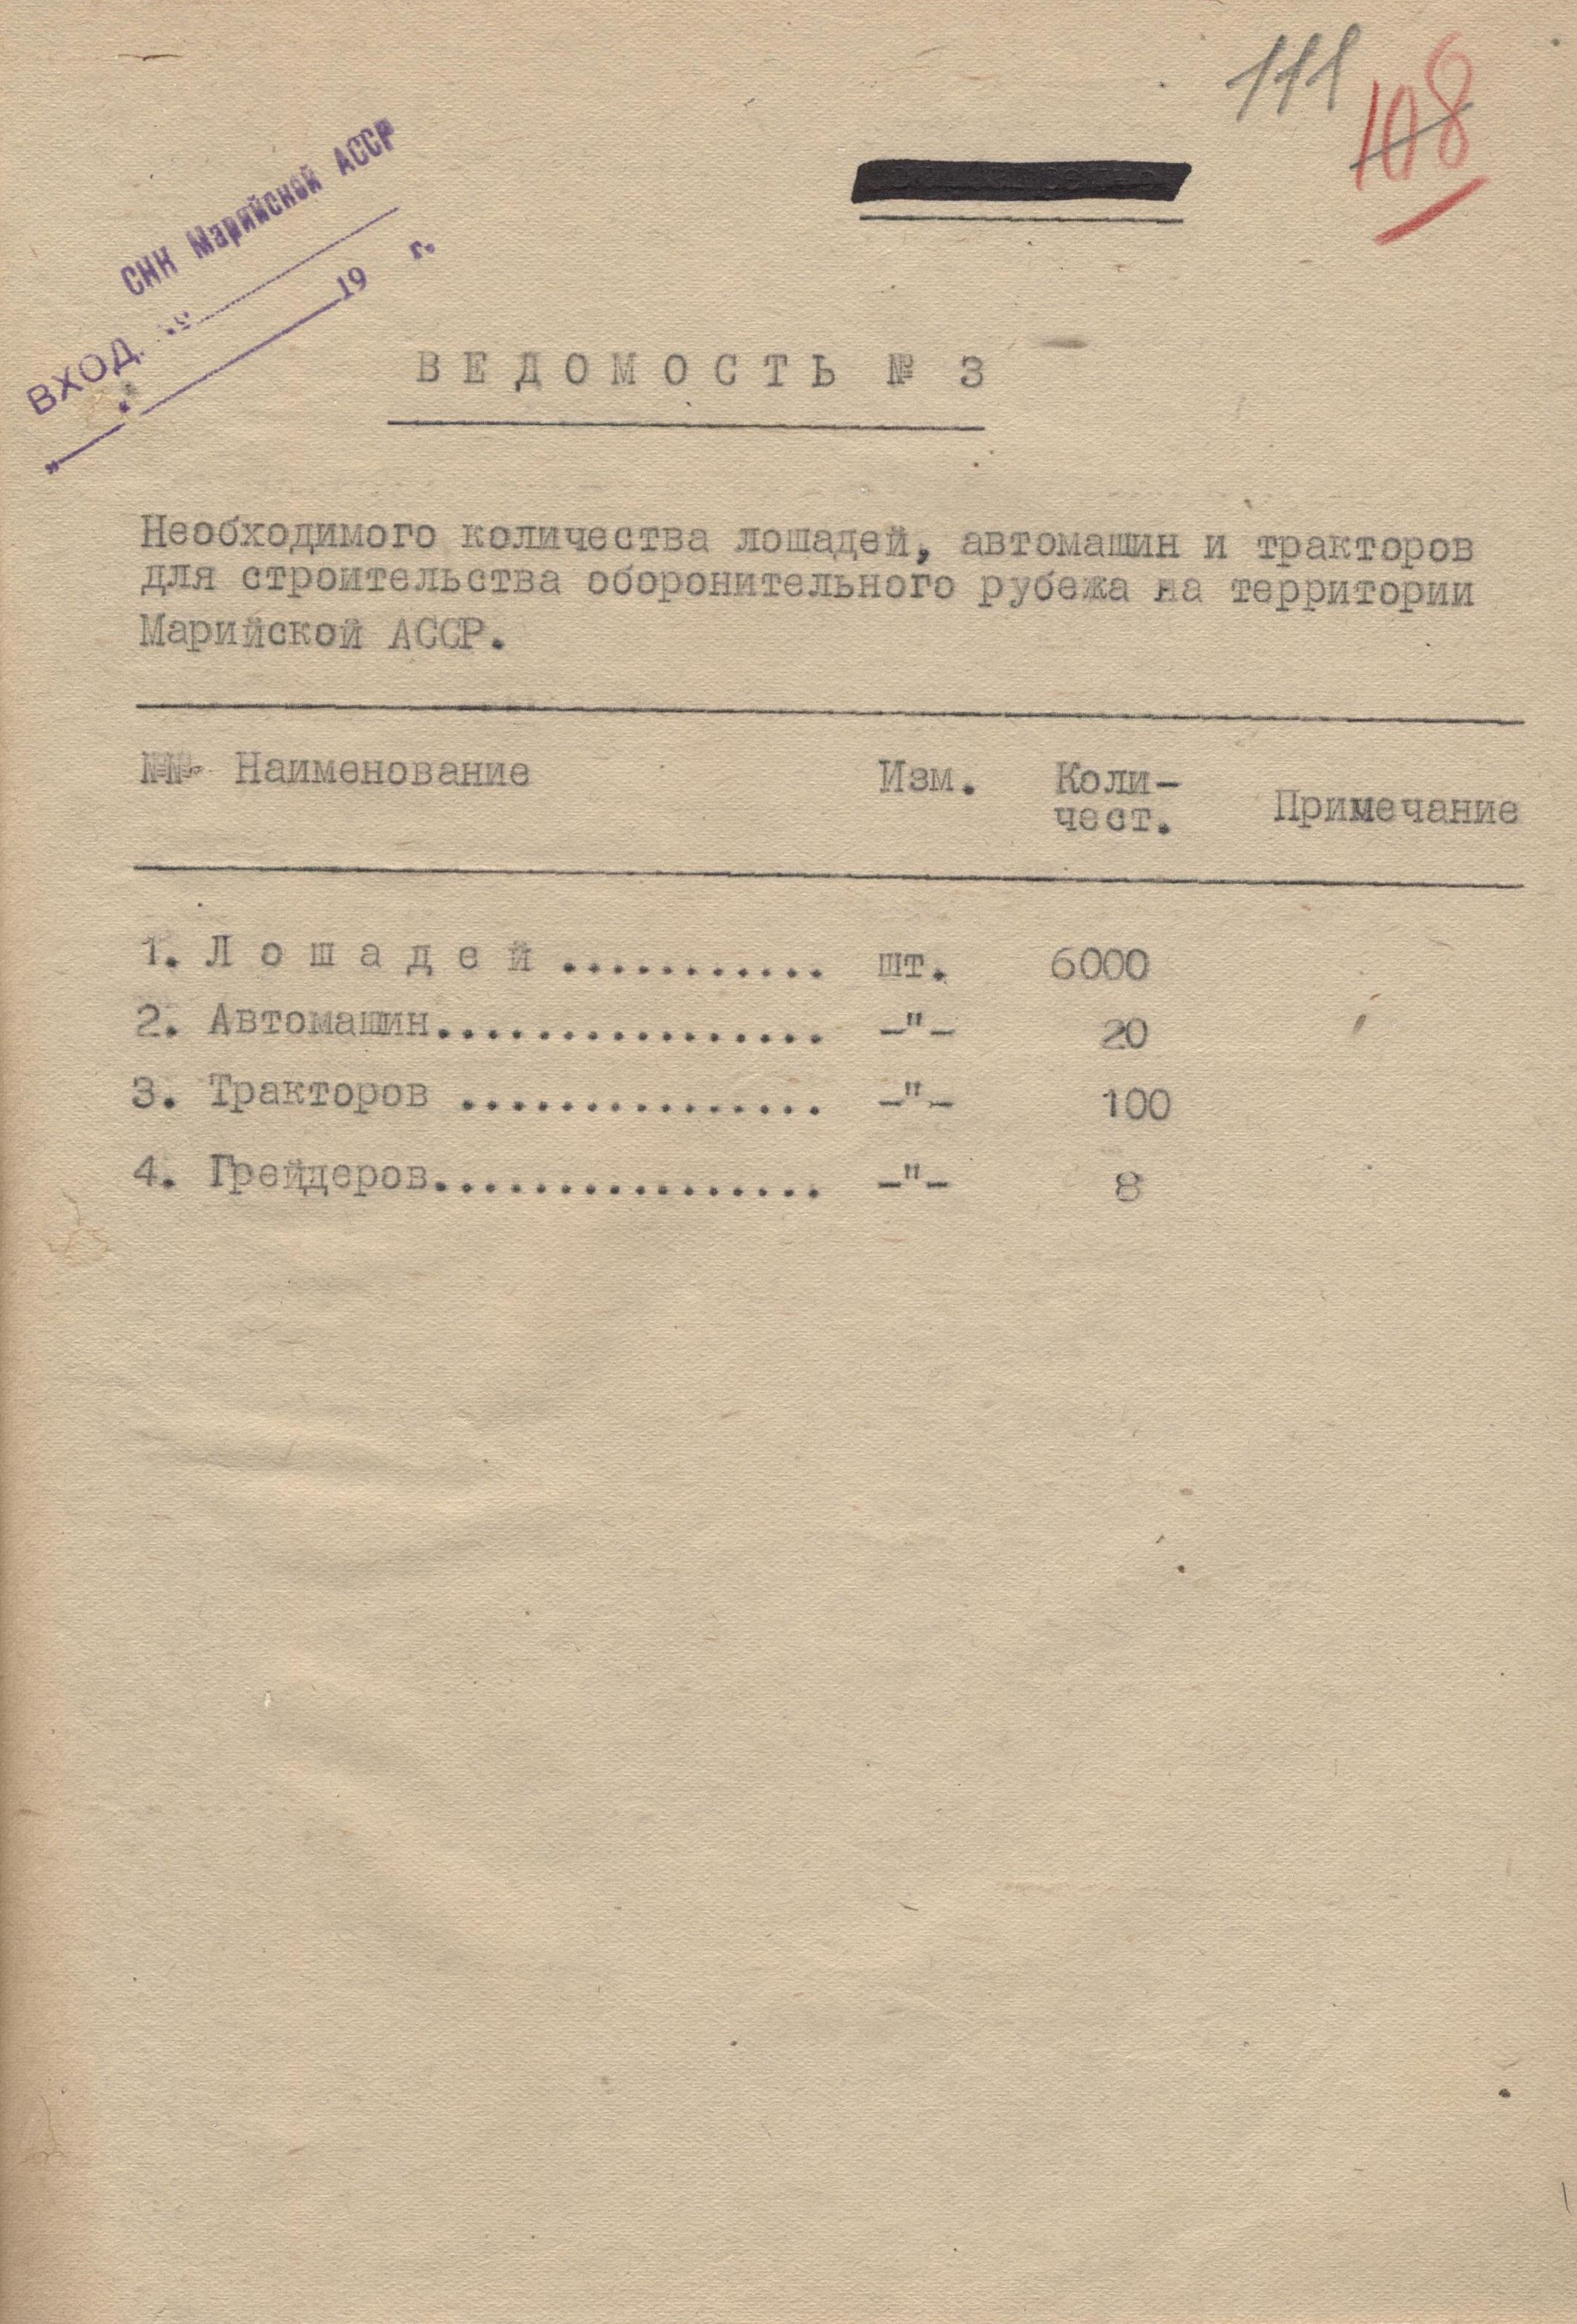 111
108
СНК Марийской АССР
ВХОД. №
" " 19 г.
ВЕДОМОСТЬ № 3
Необходимого количества лошадей, автомашин и тракторов
для строительства оборонительного рубежа на территории
Марийской АССР.
№№ Наименование Изм. Коли-
чест. Примечание
1. Лошадей........... шт. 6000
2. Автомашин................ -"- 20
3. Тракторов ............... -"- 100
4. Грейдеров................ -"- 8